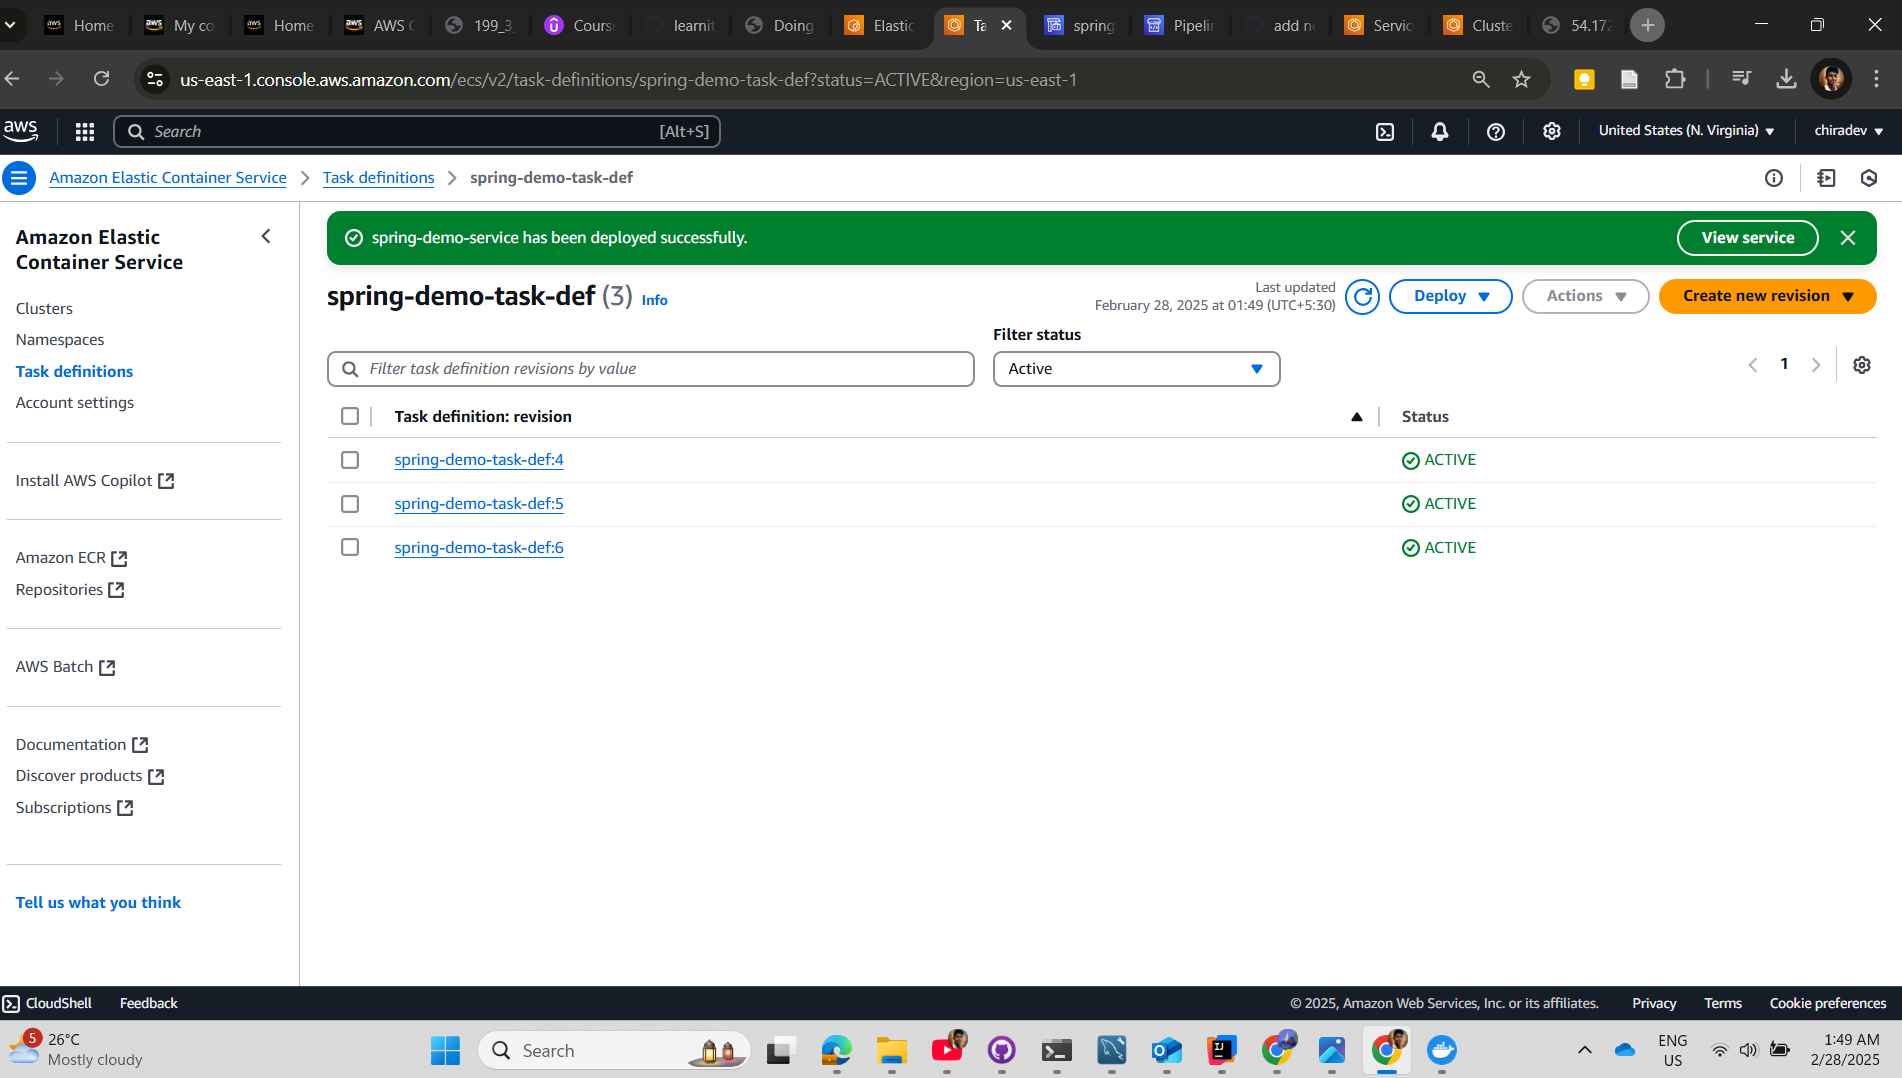 Home
My co
Home
AWS C
199_3
Cours
learnit
Doing
Elastic
Ta
spring
Pipelin
add ne
Servic
Cluste
54.172
us-east-1.console.aws.amazon.com/ecs/v2/task-definitions/spring-demo-task-def?status=ACTIVE&region=us-east-1
aws
Search
[Alt+S]
United States (N. Virginia)
chiradev
Amazon Elastic Container Service
Task definitions
spring-demo-task-def
Amazon Elastic
Container Service
Clusters
Namespaces
Task definitions
Account settings
Install AWS Copilot
Amazon ECR
Repositories
AWS Batch
Documentation
Discover products
Subscriptions
Tell us what you think
spring-demo-service has been deployed successfully.
View service
spring-demo-task-def (3) Info
Last updated
February 28, 2025 at 01:49 (UTC+5:30)
Deploy
Actions
Create new revision
Filter status
Filter task definition revisions by value
Active
1
Task definition: revision
Status
spring-demo-task-def:4
ACTIVE
spring-demo-task-def:5
ACTIVE
spring-demo-task-def:6
ACTIVE
CloudShell
Feedback
© 2025, Amazon Web Services, Inc. or its affiliates.
Privacy
Terms
Cookie preferences
5
26°C
Mostly cloudy
Search
ENG
US
1:49 AM
2/28/2025